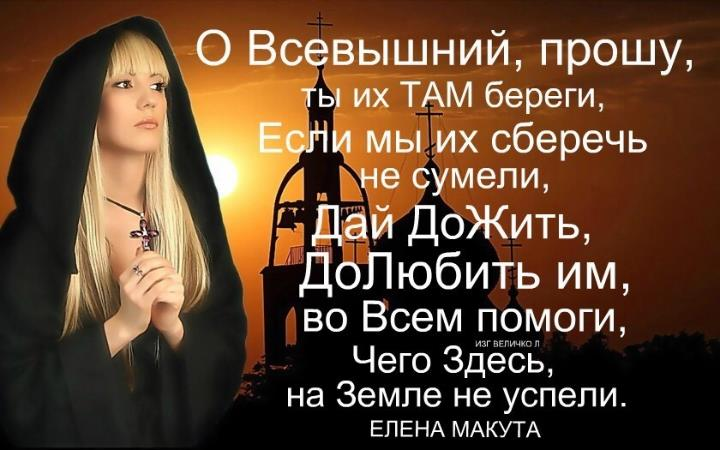 О Всевышний, прошу,
ты их ТАМ береги,
Если мы их сберечь
не сумели,
Дай ДоЖить,
ДоЛюбить им,
во Всем помоги,
ИЗГ ВЕЛИЧКО Л
Чего Здесь,
на Земле не успели.
ЕЛЕНА МАКУТА